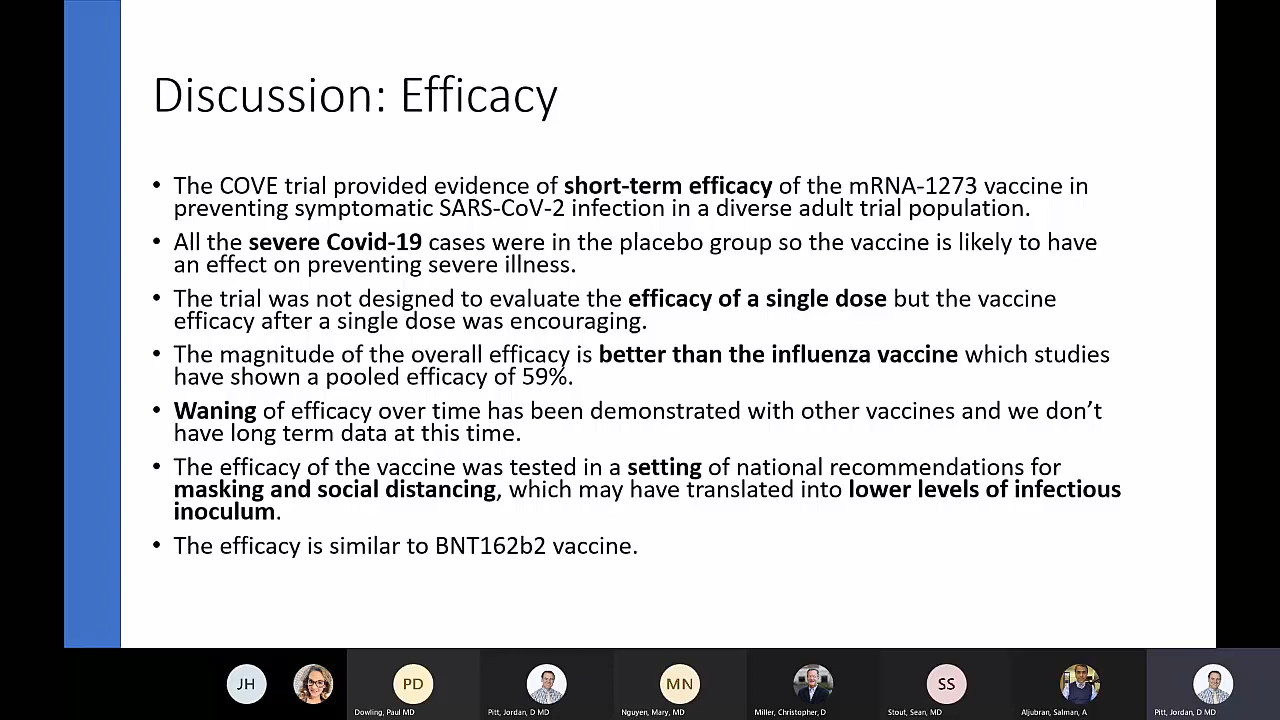 Discussion: Efficacy
• The COVE trial provided evidence of short-term efficacy of the mRNA-1273 vaccine in
preventing symptomatic SARS-CoV-2 infection in a diverse adult trial population.
• All the severe Covid-19 cases were in the placebo group so the vaccine is likely to have
an effect on preventing severe illness.
• The trial was not designed to evaluate the efficacy of a single dose but the vaccine
efficacy after a single dose was encouraging.
• The magnitude of the overall efficacy is better than the influenza vaccine which studies
have shown a pooled efficacy of 59%.
• Waning of efficacy over time has been demonstrated with other vaccines and we don’t
have long term data at this time.
• The efficacy of the vaccine was tested in a setting of national recommendations for
masking and social distancing, which may have translated into lower levels of infectious
inoculum.
• The efficacy is similar to BNT162b2 vaccine.
JH PD MN SS
Dowling, Paul MD Pitt, Jordan, D MD Nguyen, Mary, MD Miller, Christopher, D Stout, Sean, MD Aljubran, Salman, A Pitt, Jordan, D MD